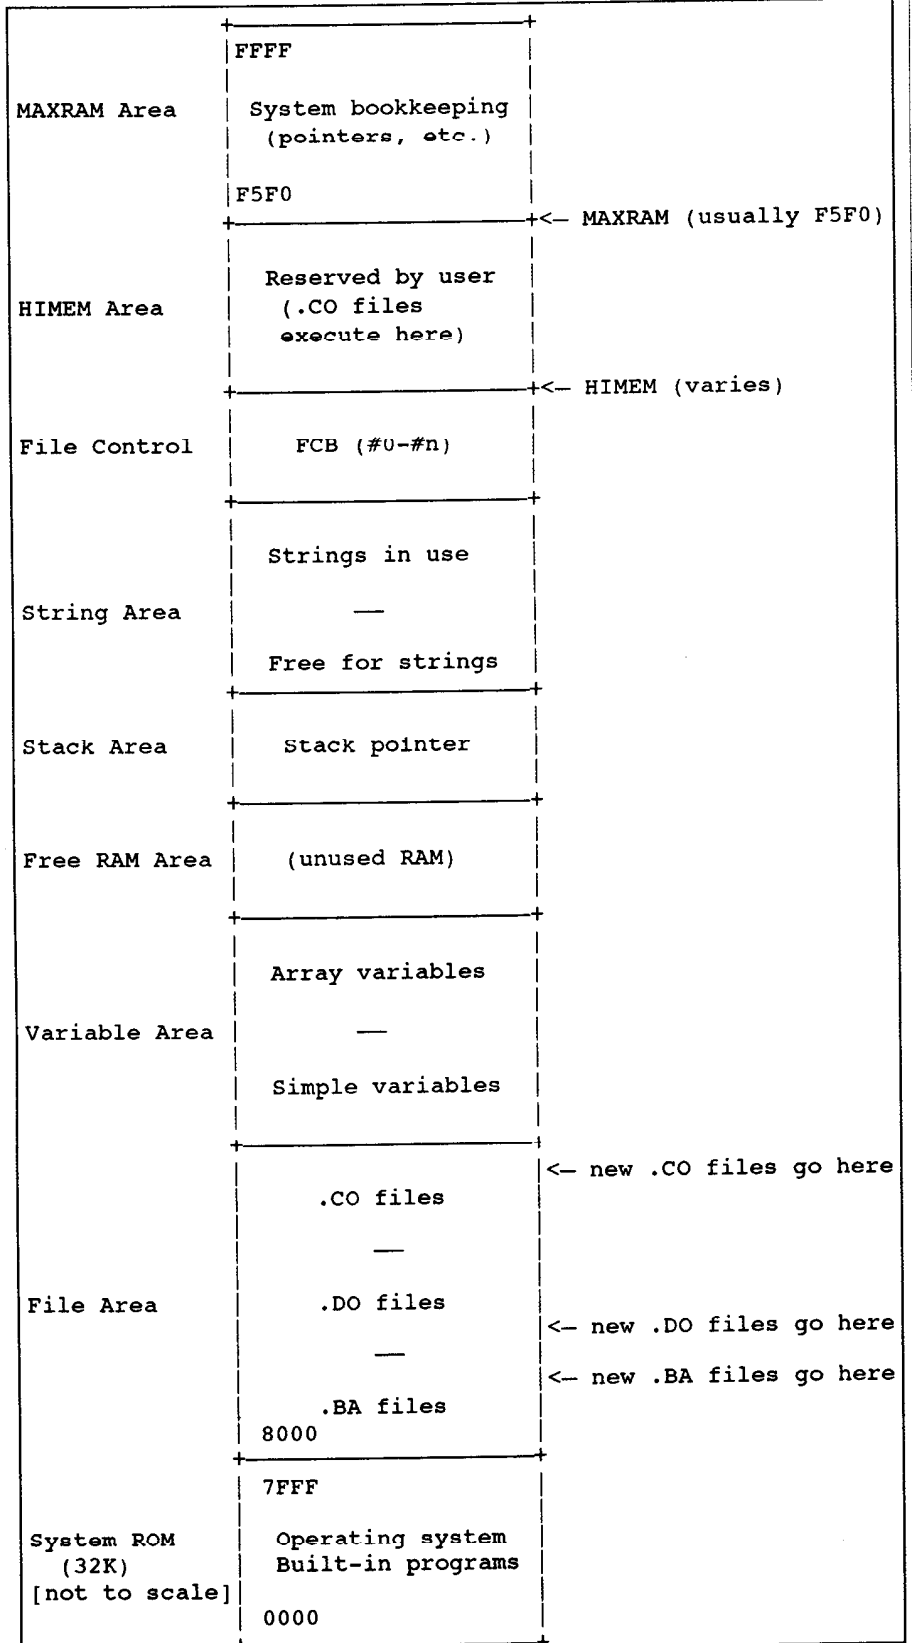 FFFF
MAXRAM Area System bookkeeping
(pointers, etc.)
F5F0
<— MAXRAM (usually F5F0)
Reserved by user
HIMEM Area (.CO files
execute here)
<— HIMEM (varies)
File Control FCB (#0-#n)
Strings in use
String Area —
Free for strings
Stack Area Stack pointer
Free RAM Area (unused RAM)
Array variables
Variable Area —
Simple variables
<— new .CO files go here
.CO files
—
File Area .DO files
<— new .DO files go here
—
<— new .BA files go here
.BA files
8000
7FFF
System ROM Operating system
(32K) Built-in programs
[not to scale]
0000